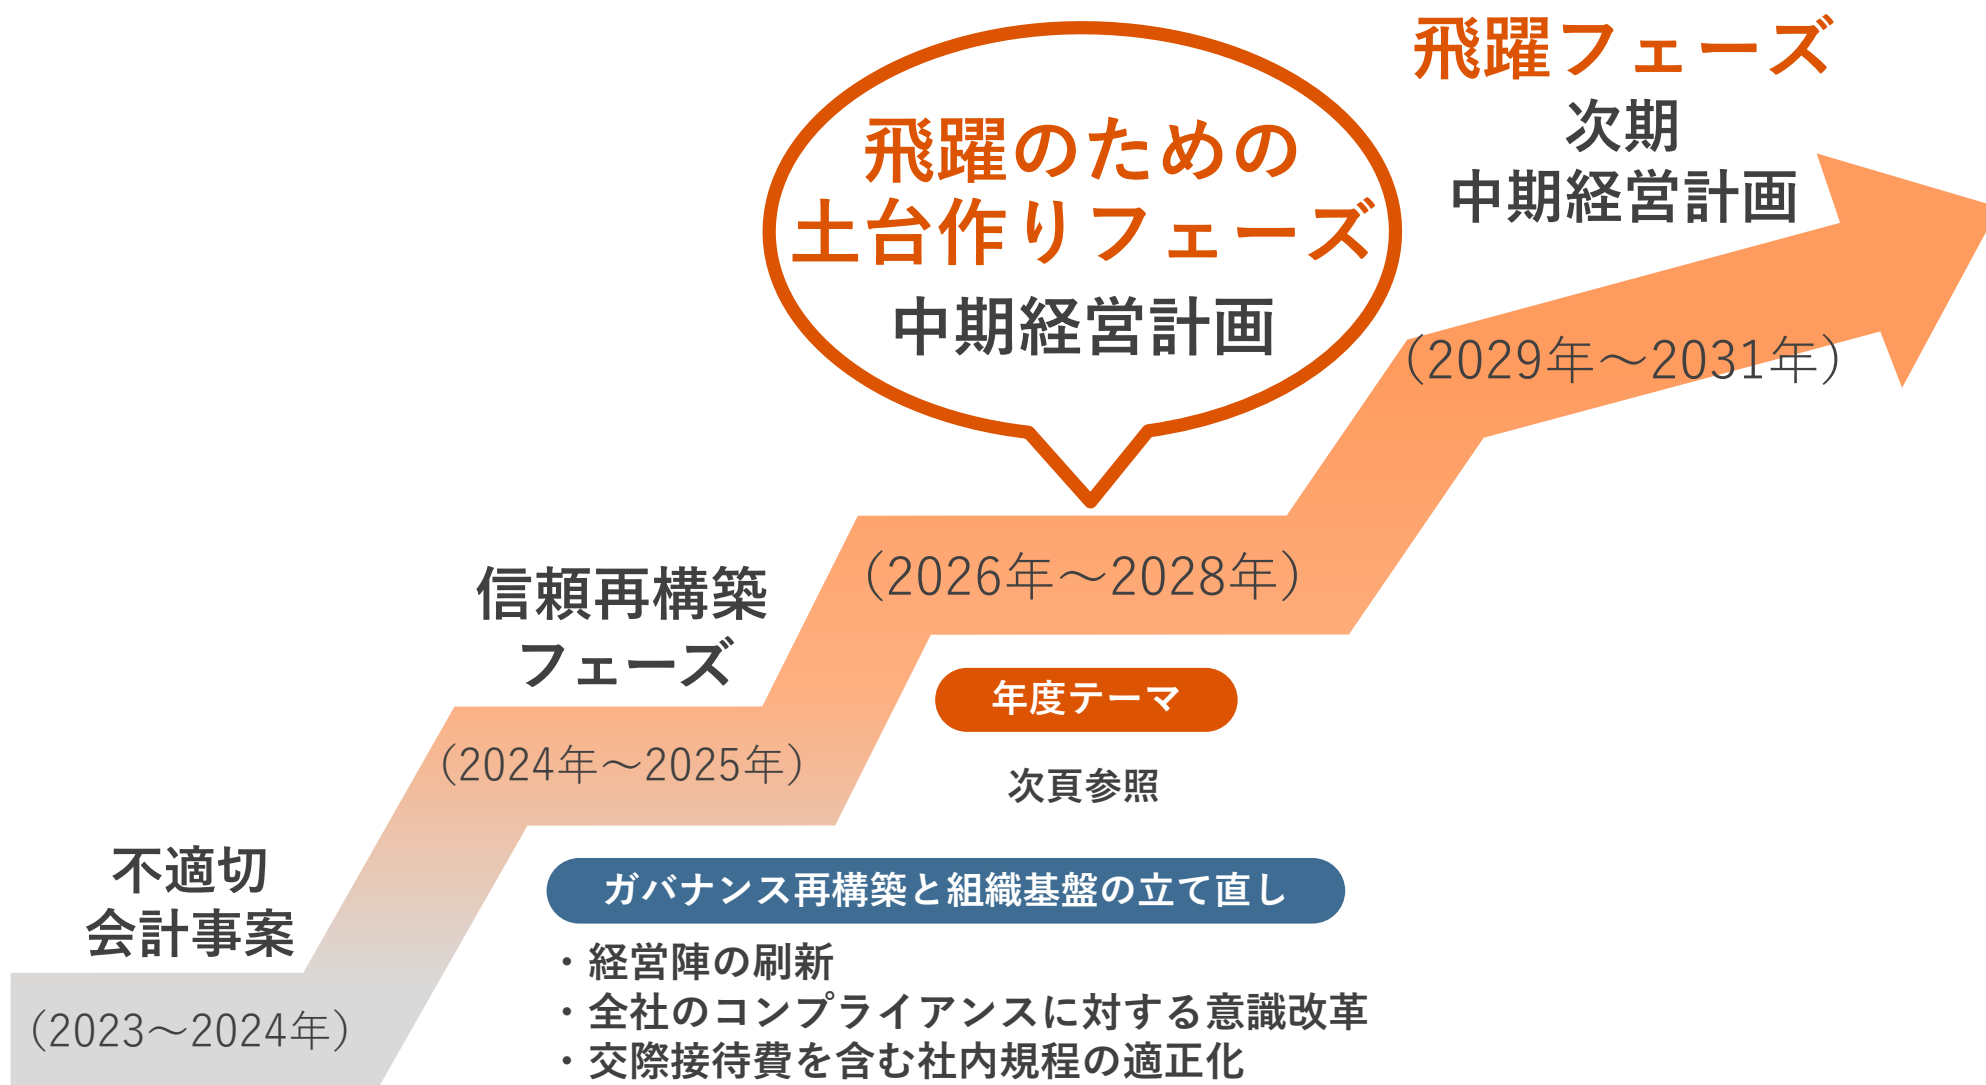 飛躍フェーズ
次期
中期経営計画
(2029年～2031年)
飛躍のための
土台作りフェーズ
中期経営計画
(2026年～2028年)
年度テーマ
次頁参照
信頼再構築
フェーズ
(2024年～2025年)
ガバナンス再構築と組織基盤の立て直し
・経営陣の刷新
・全社のコンプライアンスに対する意識改革
・交際接待費を含む社内規程の適正化
不適切
会計事案
(2023～2024年)